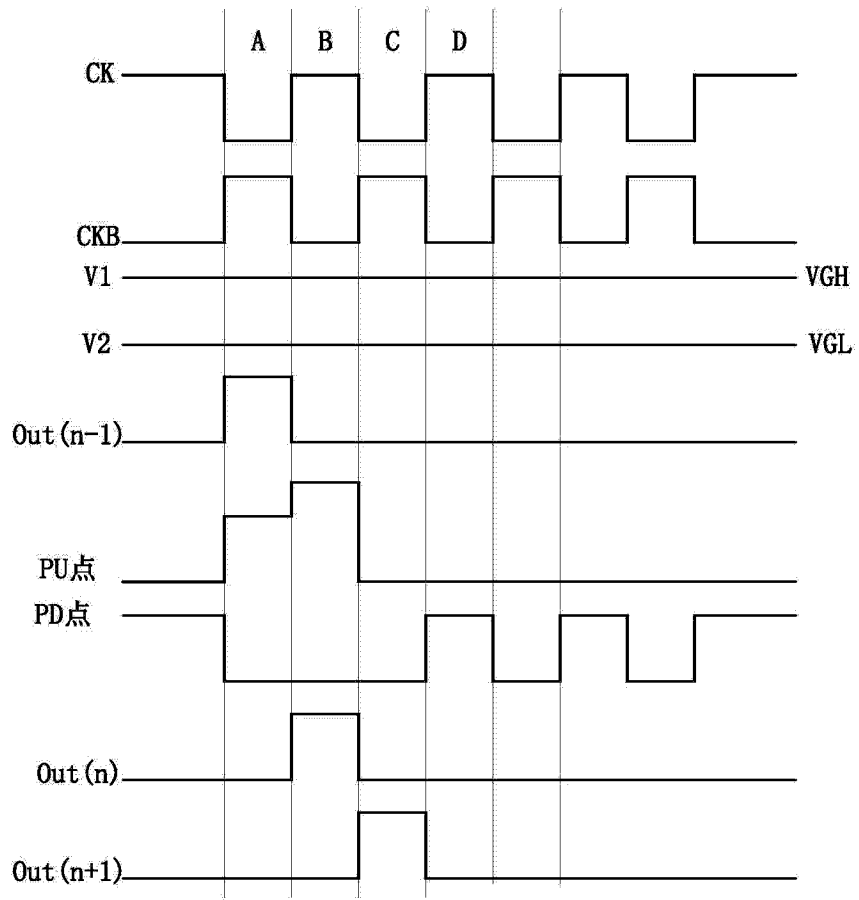 A B C D
CK
CKB
V1 VGH
V2 VGL
Out(n-1)
PU点
PD点
Out(n)
Out(n+1)